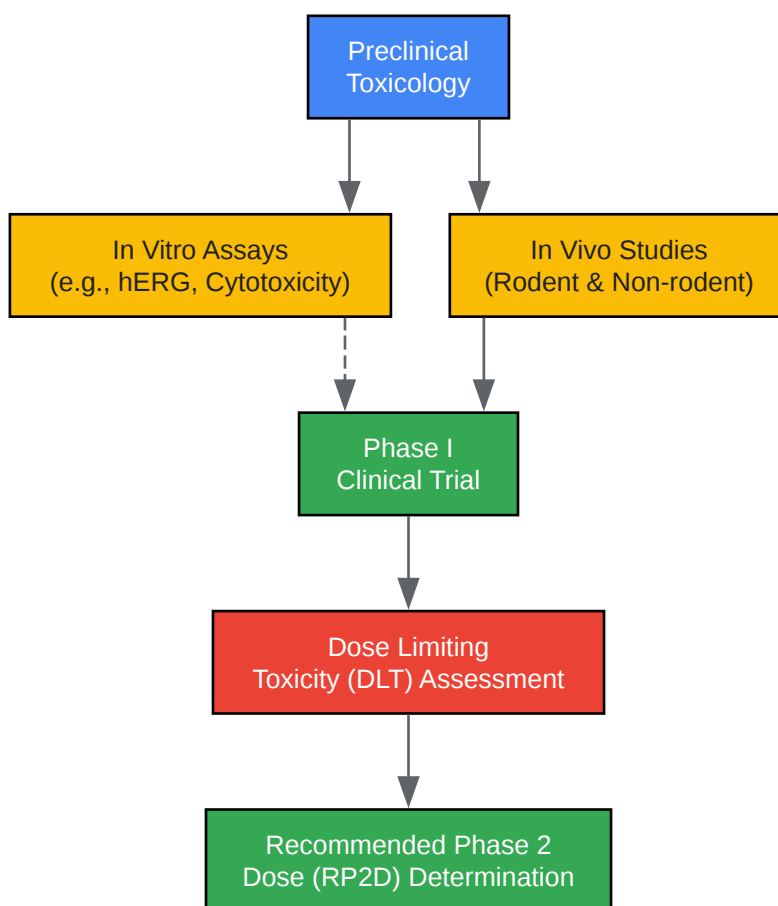 Preclinical
Toxicology
In Vitro Assays
(e.g., hERG, Cytotoxicity)
In Vivo Studies
(Rodent & Non-rodent)
Phase I
Clinical Trial
Dose Limiting
Toxicity (DLT) Assessment
Recommended Phase 2
Dose (RP2D) Determination